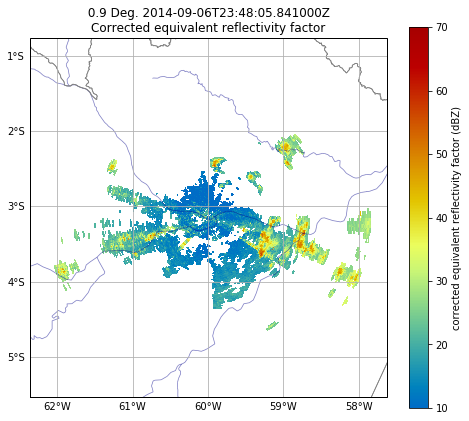 0.9 Deg. 2014-09-06T23:48:05.841000Z
Corrected equivalent reflectivity factor
1°S
2°S
3°S
4°S
5°S
62°W 61°W 60°W 59°W 58°W
70
60
50
40
30
20
10
corrected equivalent reflectivity factor (dBZ)